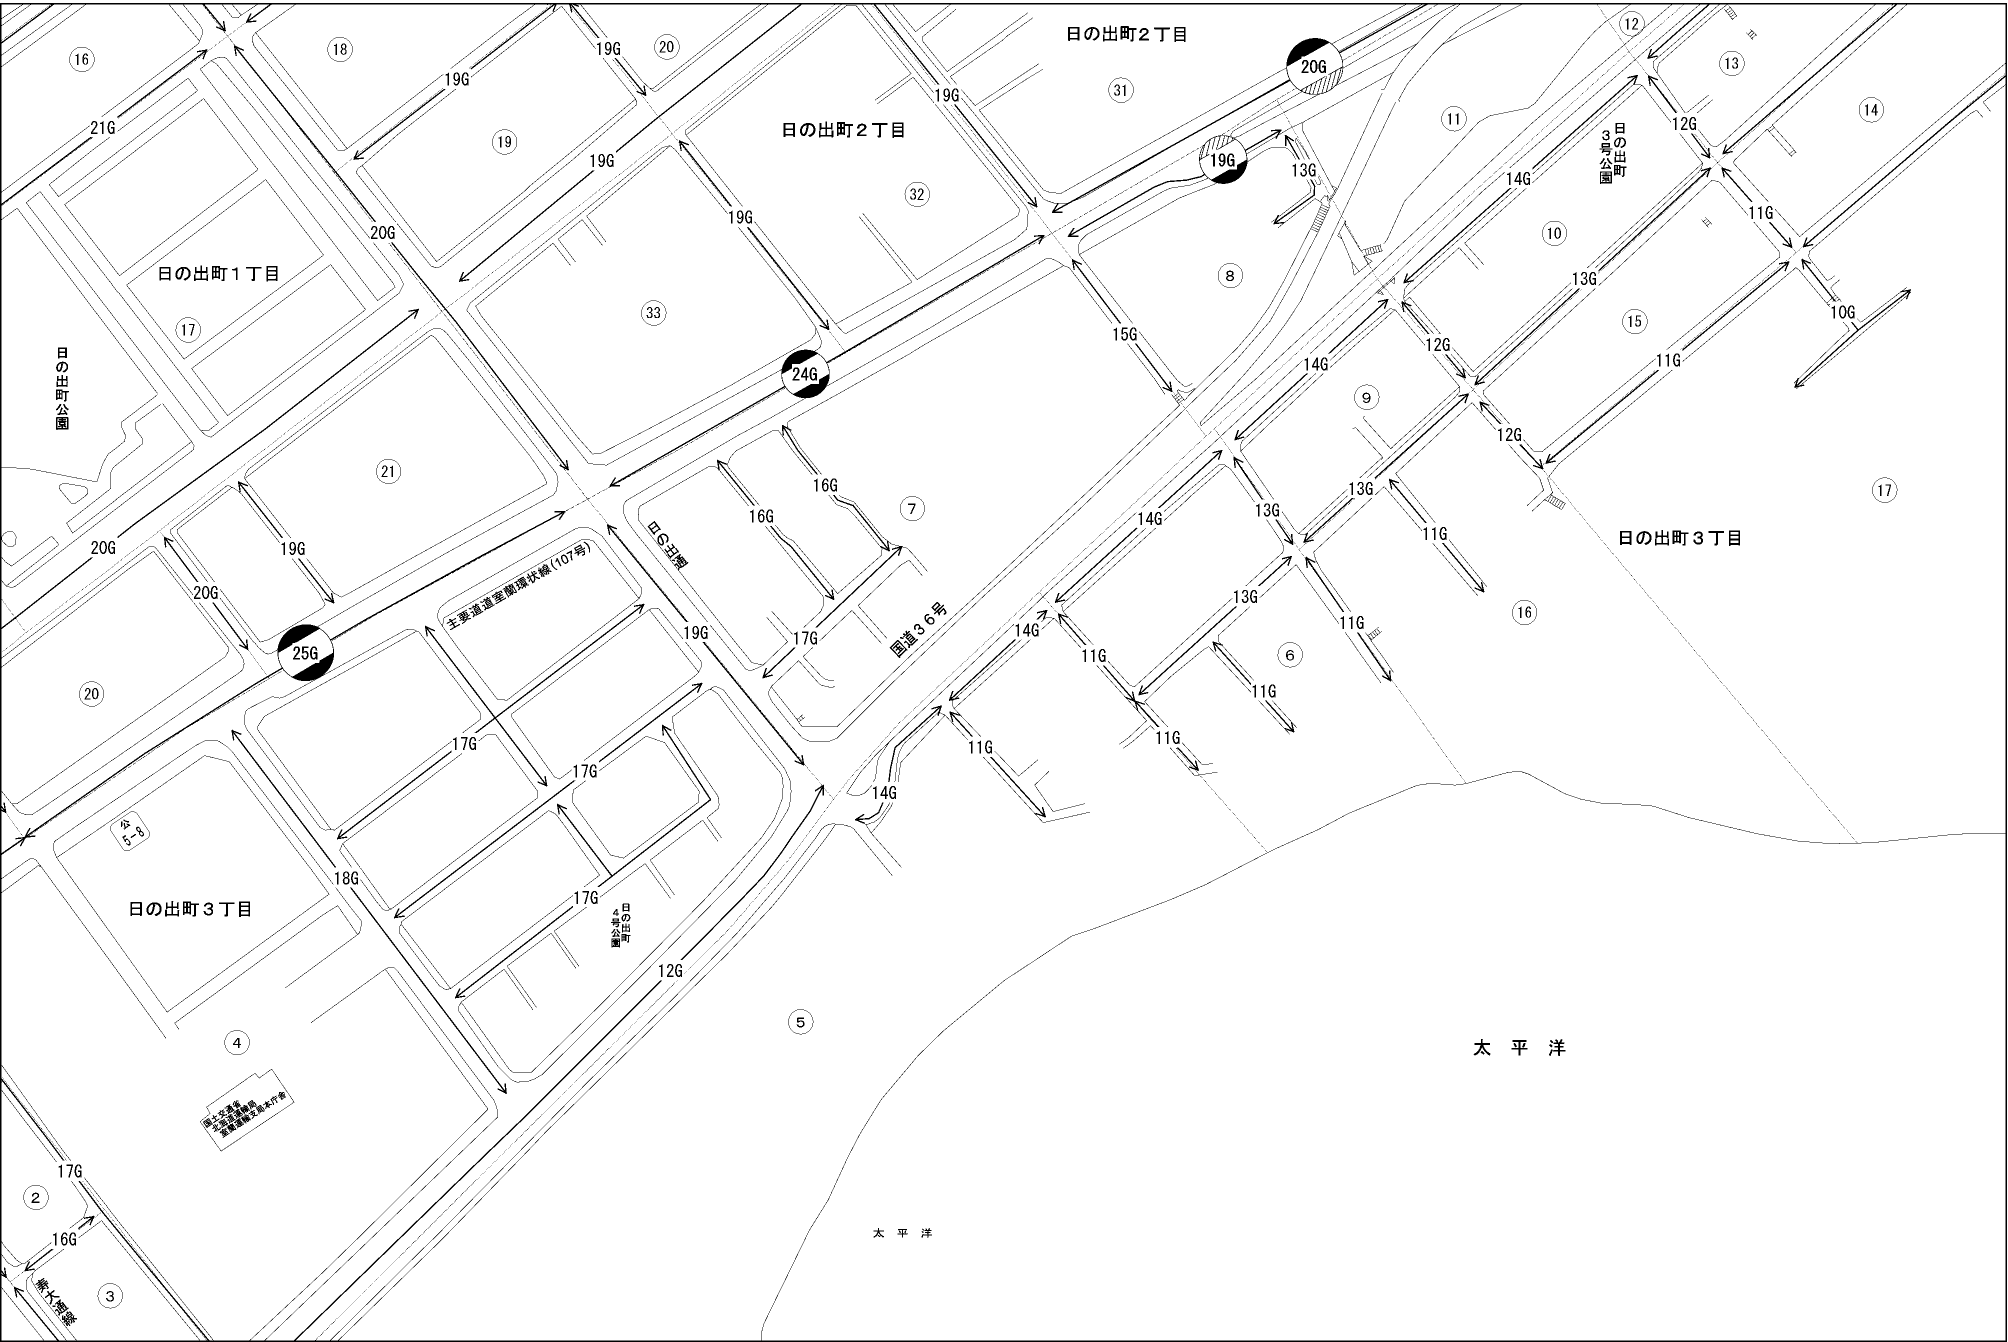 日の出町2丁目
⑫
⑯
⑱
19G
⑳
20G
⑬
19G
19G
㉛
⑪
⑭
21G
⑲
19G
日の出町2丁目
19G
13G
14G
12G
日の出町
3号公園
20G
19G
㉜
11G
日の出町1丁目
⑧
⑩
13G
⑰
㉝
15G
10G
⑮
日の出町公園
24G
14G
12G
11G
⑨
㉑
16G
12G
16G
⑦
14G
13G
13G
⑰
20G
19G
日の出通
11G
日の出町3丁目
20G
主要道道室蘭環状線(107号)
13G
⑯
25G
19G
17G
国道36号
14G
11G
11G
⑥
⑳
17G
17G
11G
11G
11G
14G
公
5-8
18G
日の出町3丁目
17G
日の出町
4号公園
12G
④
⑤
太 平 洋
国土交通省
北海道運輸局
室蘭運輸支局本庁舎
17G
②
16G
太 平 洋
③
寿大通線